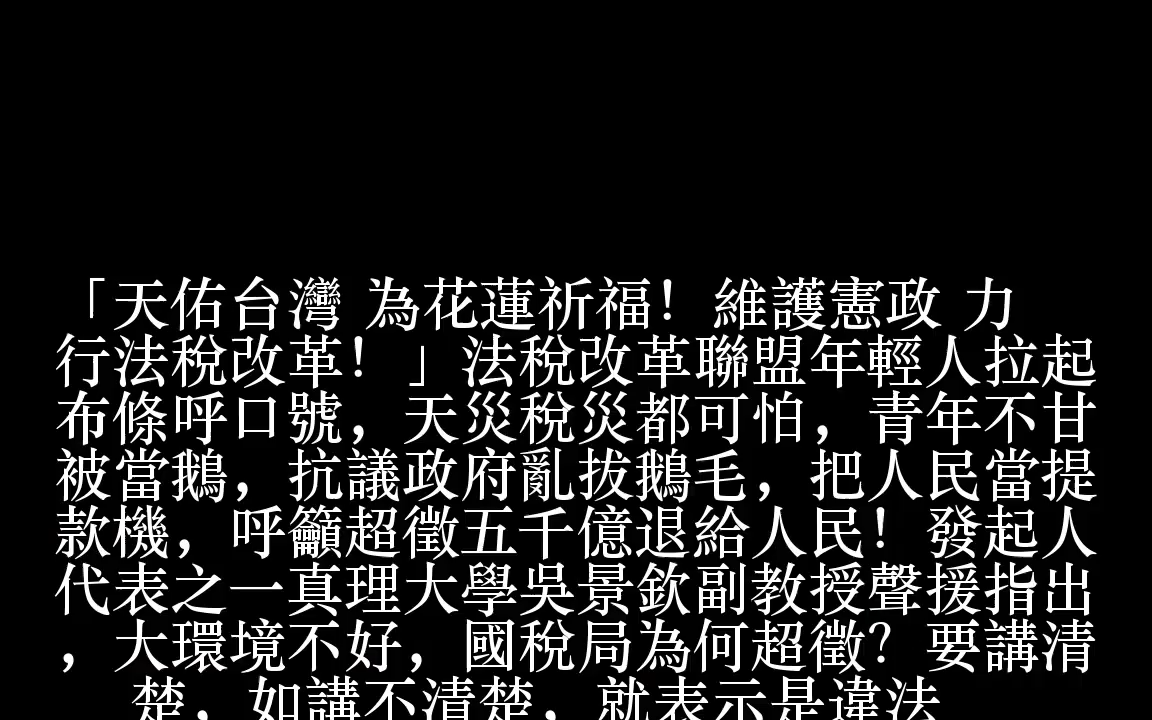 「天佑台灣 為花蓮祈福！維護憲政 力
行法稅改革！」法稅改革聯盟年輕人拉起
布條呼口號，天災稅災都可怕，青年不甘
被當鵝，抗議政府亂拔鵝毛，把人民當提
款機，呼籲超徵五千億退給人民！發起人
代表之一真理大學吳景欽副教授聲援指出
，大環境不好，國稅局為何超徵？要講清
楚，如講不清楚，就表示是違法